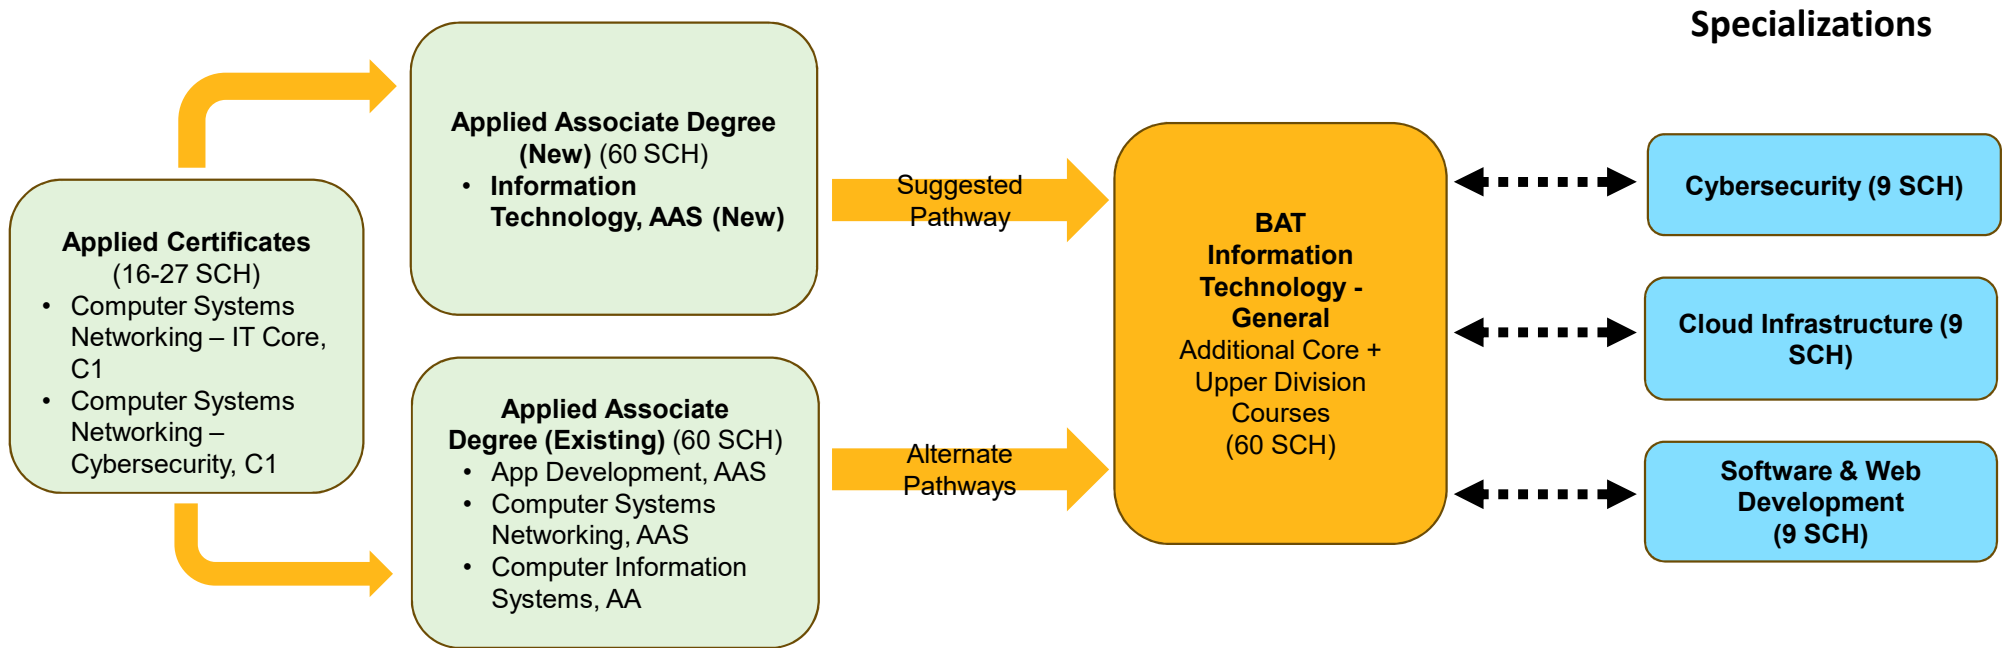 Specializations
Applied Certificates
(16-27 SCH)
• Computer Systems
Networking – IT Core,
C1
• Computer Systems
Networking –
Cybersecurity, C1
Applied Associate Degree
(New) (60 SCH)
• Information
Technology, AAS (New)
Applied Associate
Degree (Existing) (60 SCH)
• App Development, AAS
• Computer Systems
Networking, AAS
• Computer Information
Systems, AA
Suggested
Pathway
Alternate
Pathways
BAT
Information
Technology -
General
Additional Core +
Upper Division
Courses
(60 SCH)
Cybersecurity (9 SCH)
Cloud Infrastructure (9
SCH)
Software & Web
Development
(9 SCH)